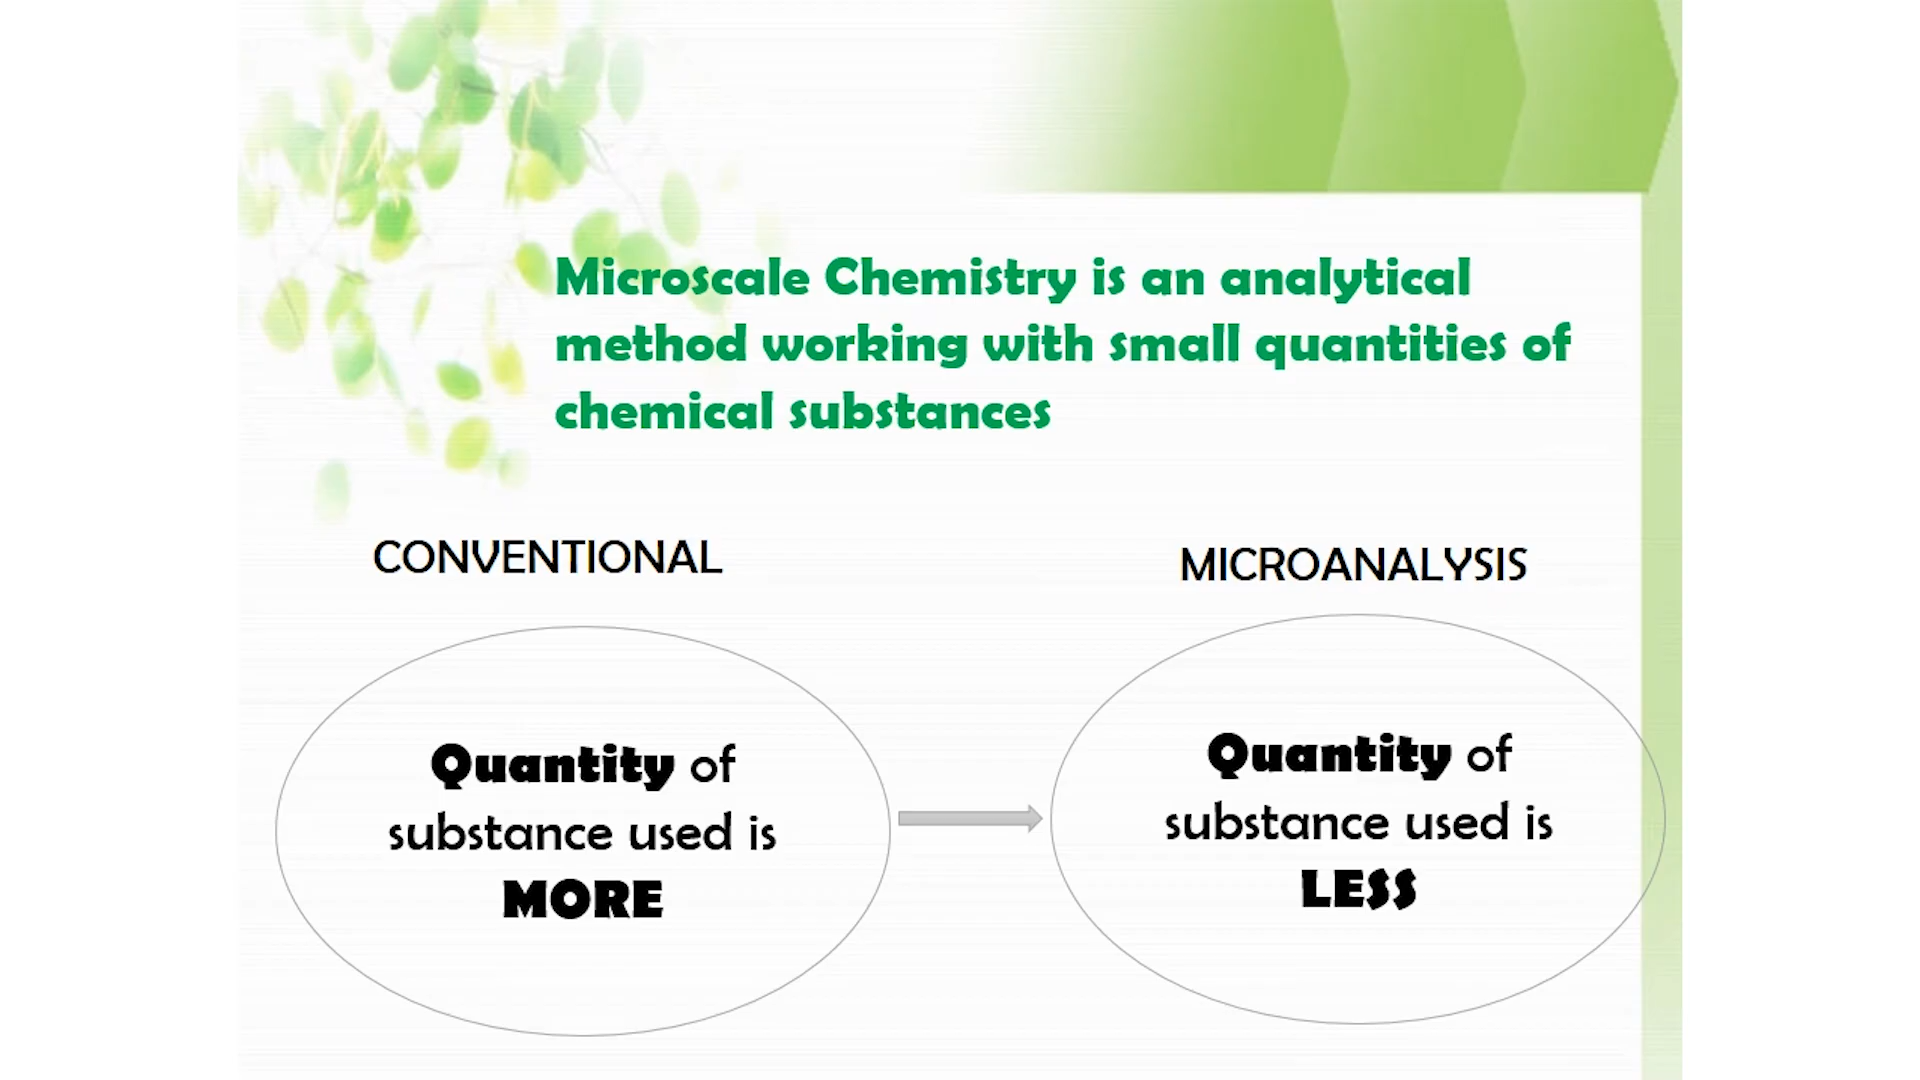 Microscale Chemistry is an analytical
method working with small quantities of
chemical substances
CONVENTIONAL
MICROANALYSIS
Quantity of
substance used is
MORE
Quantity of
substance used is
LESS